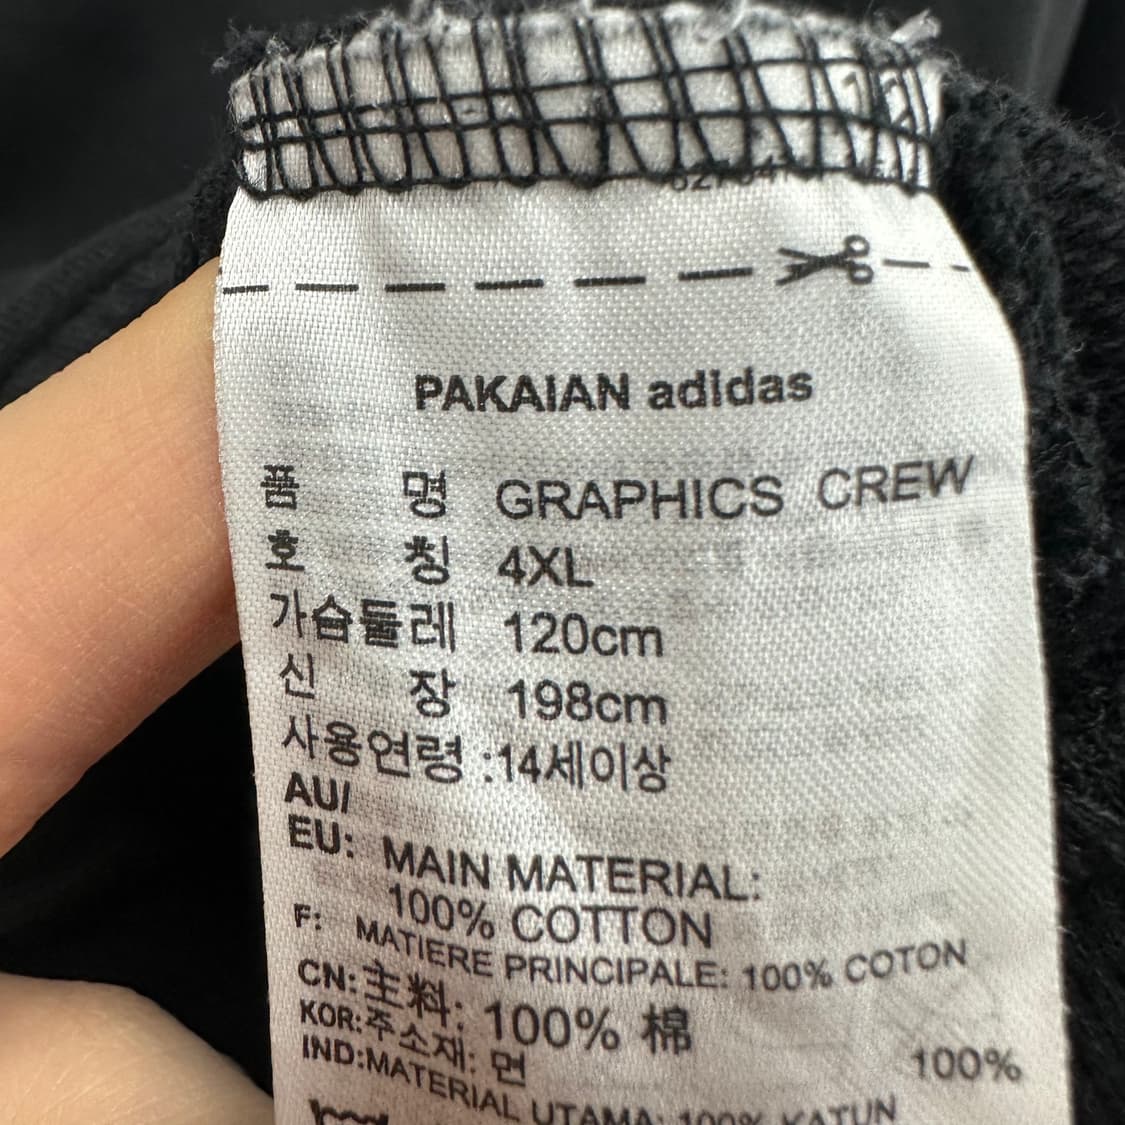 PAKAIAN adidas
품 명 GRAPHICS CREW
호 칭 4XL
가슴둘레 120cm
신 장 198cm
사용연령 :14세이상
AU/
EU: MAIN MATERIAL:
100% COTTON
F: MATIERE PRINCIPALE: 100% COTON
CN:主料: 100% 棉
KOR:주소재: 면 100%
IND:MATERIAL UTAMA: 100% KATUN